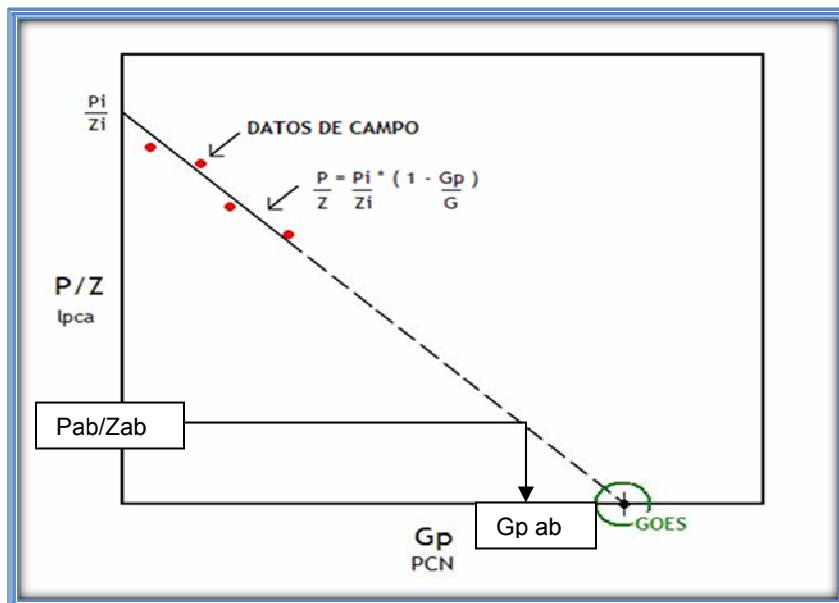 Pi
Zi
DATOS DE CAMPO
P = Pi * ( 1 - Gp )
Z Zi G
P/Z
lpca
Pab/Zab
Gp ab
GOES
Gp
PCN